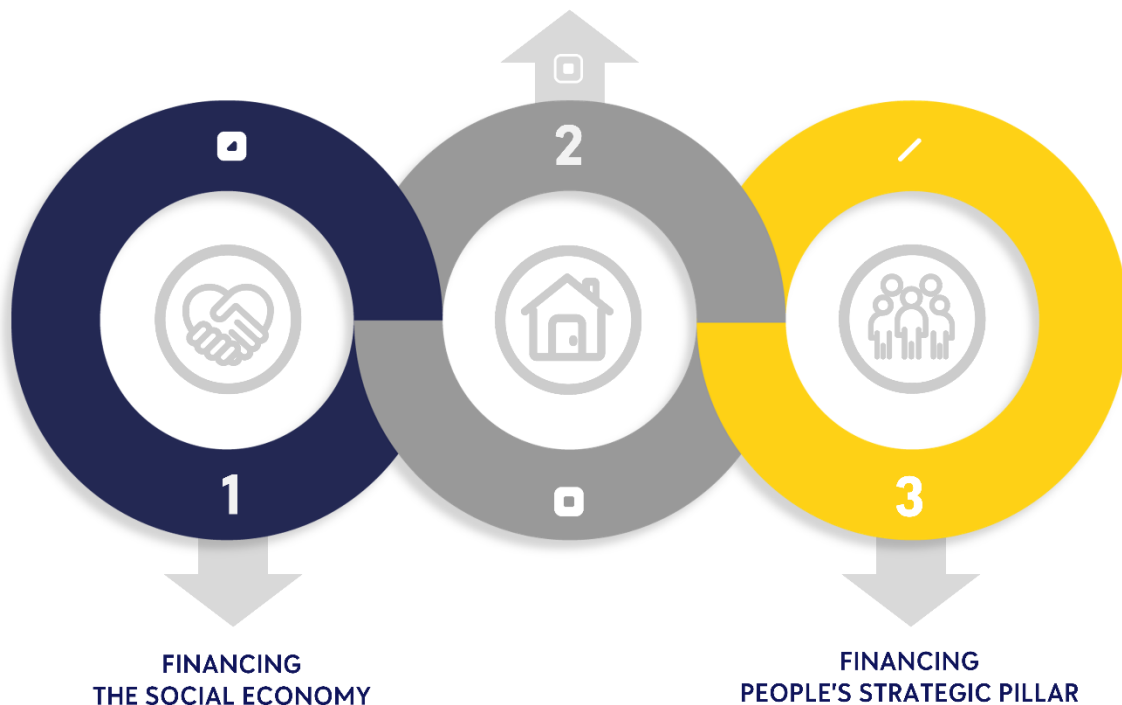 2
1
3
FINANCING
THE SOCIAL ECONOMY
FINANCING
PEOPLE'S STRATEGIC PILLAR